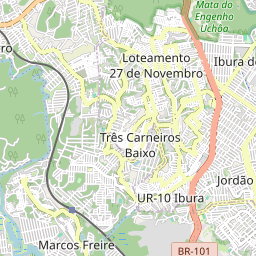 Mata do
Engenho
Uchôa
Loteamento
27 de Novembro
Ibura de
ro
Três Carneiros
Baixo
Jordão
UR-10 Ibura
Marcos Freire
BR-101